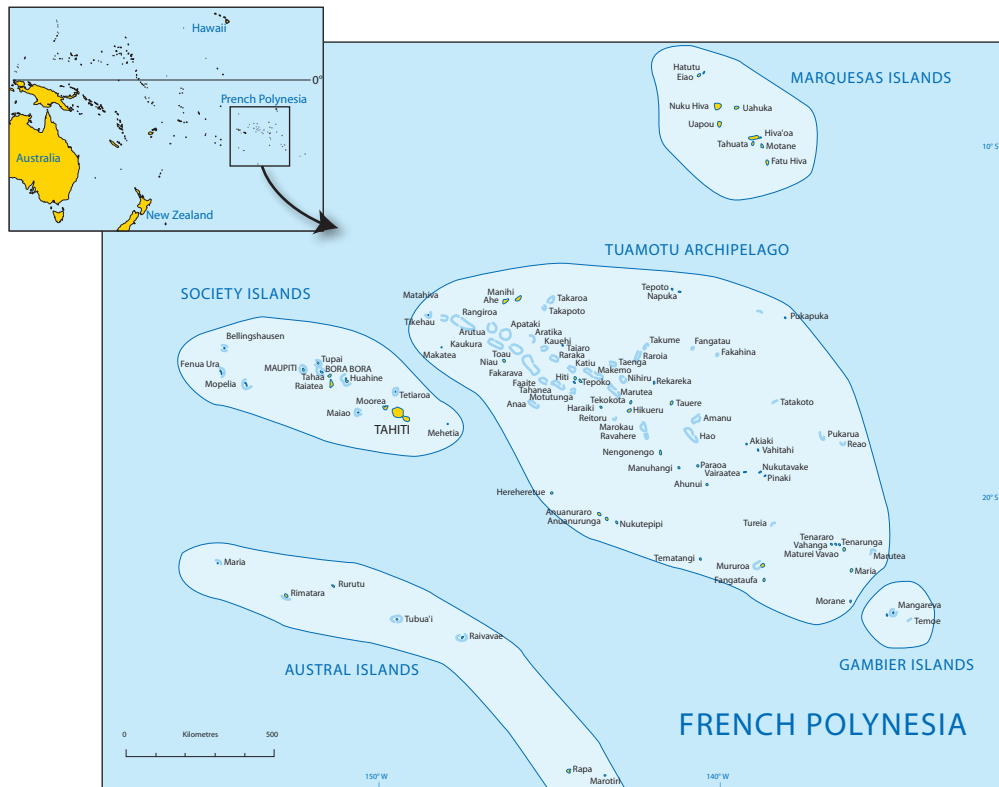 Hawaii
0°
Prench Polynesia
Australia
New Zealand
MARQUESAS ISLANDS
Hatutu
Eiao
Nuku Hiva
Uahuka
Uapou
Hiva'oa
Tahuata
Motane
Fatu Hiva
10° S
TUAMOTU ARCHIPELAGO
SOCIETY ISLANDS
Matahiva
Manihi
Ahe
Takaroa
Takapoto
Tepoto
Napuka
Pukapuka
Tikehau
Rangiroa
Arutua
Apataki
Aratika
Kaukura
Kauehi
Makatea
Toau
Taiaro
Niau
Raraka
Takume
Raroia
Fangatau
Fakahina
Fakarava
Katiu
Taenga
Makemo
Faaite
Hiti
Tepoko
Nihiru
Rekareka
Tahanea
Motutunga
Marutea
Anaa
Haraiki
Tekokota
Hikueru
Tauere
Tatakoto
Reitoru
Marokau
Ravahere
Amanu
Hao
Pukarua
Reao
Nengonengo
Akiaki
Vahitahi
Manuhangi
Paraoa
Vairaatea
Nukutavake
Pinaki
Ahunui
Hereheretue
20° S
Anuanuraro
Anuanurunga
Nukutepipi
Tureia
Tenararo
Vahanga
Tenarunga
Maturei Vavao
Marutea
Tematangi
Mururoa
Maria
Fangataufa
Morane
Mangareva
Temoe
GAMBIER ISLANDS
Bellingshausen
Fenua Ura
Mopelia
MAUPITI
Tupai
BORA BORA
Tahaa
Huahine
Raiatea
Tetiaroa
Moorea
Maiao
TAHITI
Mehetia
Maria
Rimatara
Rurutu
Tubua'i
Raivavae
AUSTRAL ISLANDS
Rapa
Marotiri
FRENCH POLYNESIA
0 Kilometres 500
150° W
140° W